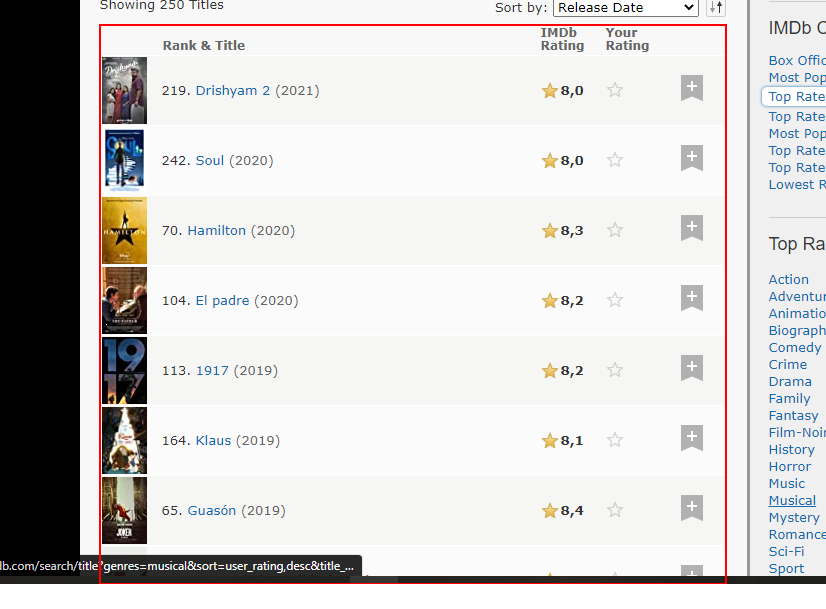 Showing 250 Titles
Sort by: Release Date
Rank & Title
IMDb Rating
Your Rating
219. Drishyam 2 (2021)
8,0
242. Soul (2020)
8,0
HAMILTON
70. Hamilton (2020)
8,3
104. El padre (2020)
8,2
19
17
113. 1917 (2019)
8,2
164. Klaus (2019)
8,1
JOKER
65. Guasón (2019)
8,4
lb.com/search/title?genres=musical&sort=user_rating,desc&title_...
IMDb C
Box Offic
Most Pop
Top Rate
Top Rate
Most Pop
Top Rate
Top Rate
Lowest R
Top Ra
Action
Adventur
Animatio
Biograph
Comedy
Crime
Drama
Family
Fantasy
Film-Noir
History
Horror
Music
Musical
Mystery
Romance
Sci-Fi
Sport